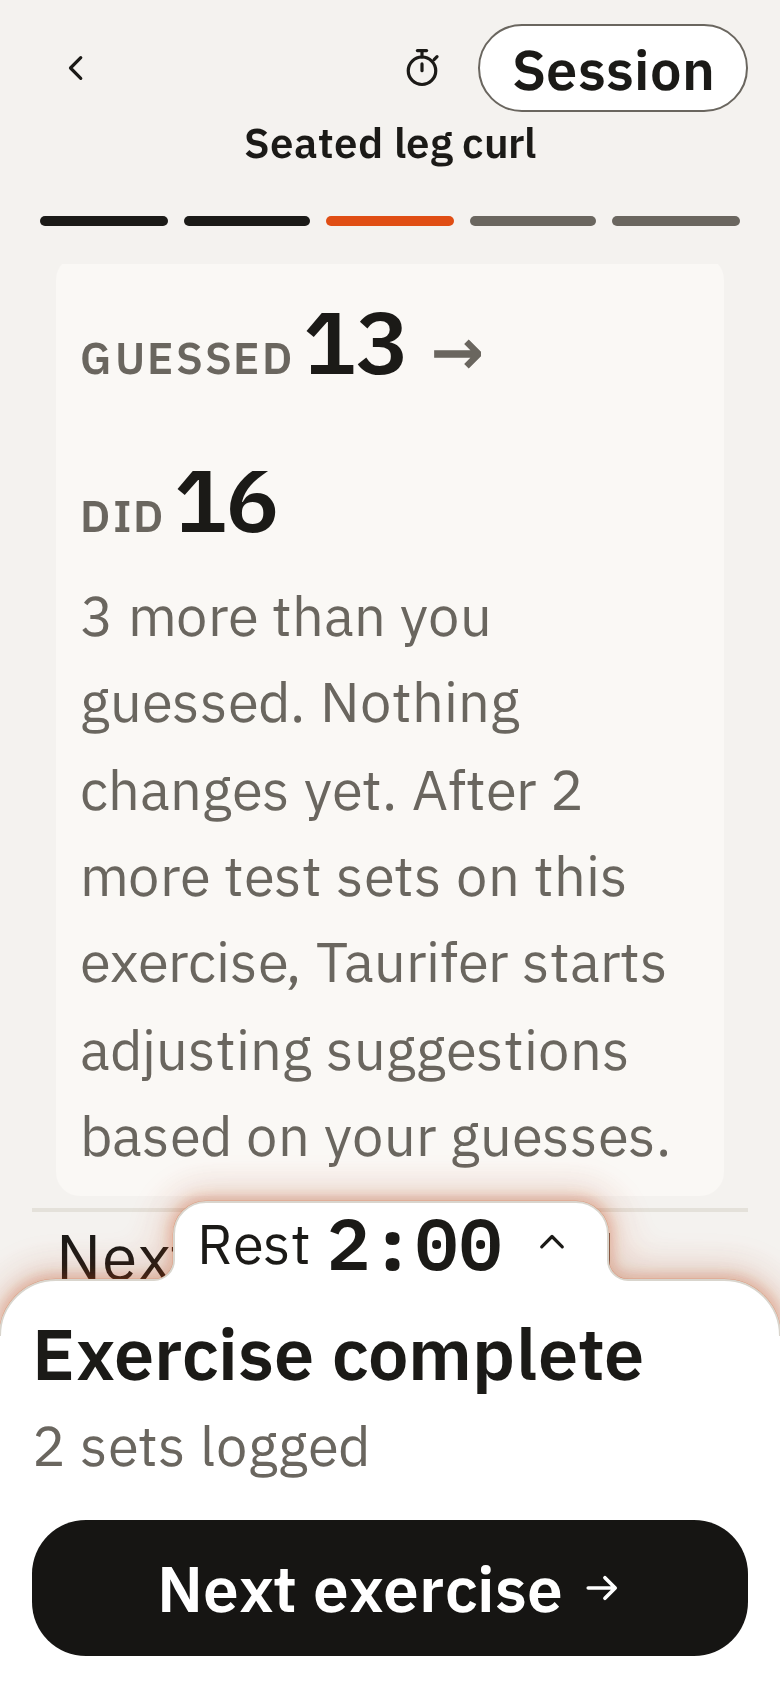 Session
Seated leg curl
GUESSED 13 →
DID 16
3 more than you
guessed. Nothing
changes yet. After 2
more test sets on this
exercise, Taurifer starts
adjusting suggestions
based on your guesses.
Rest 2:00
Exercise complete
2 sets logged
Next exercise →